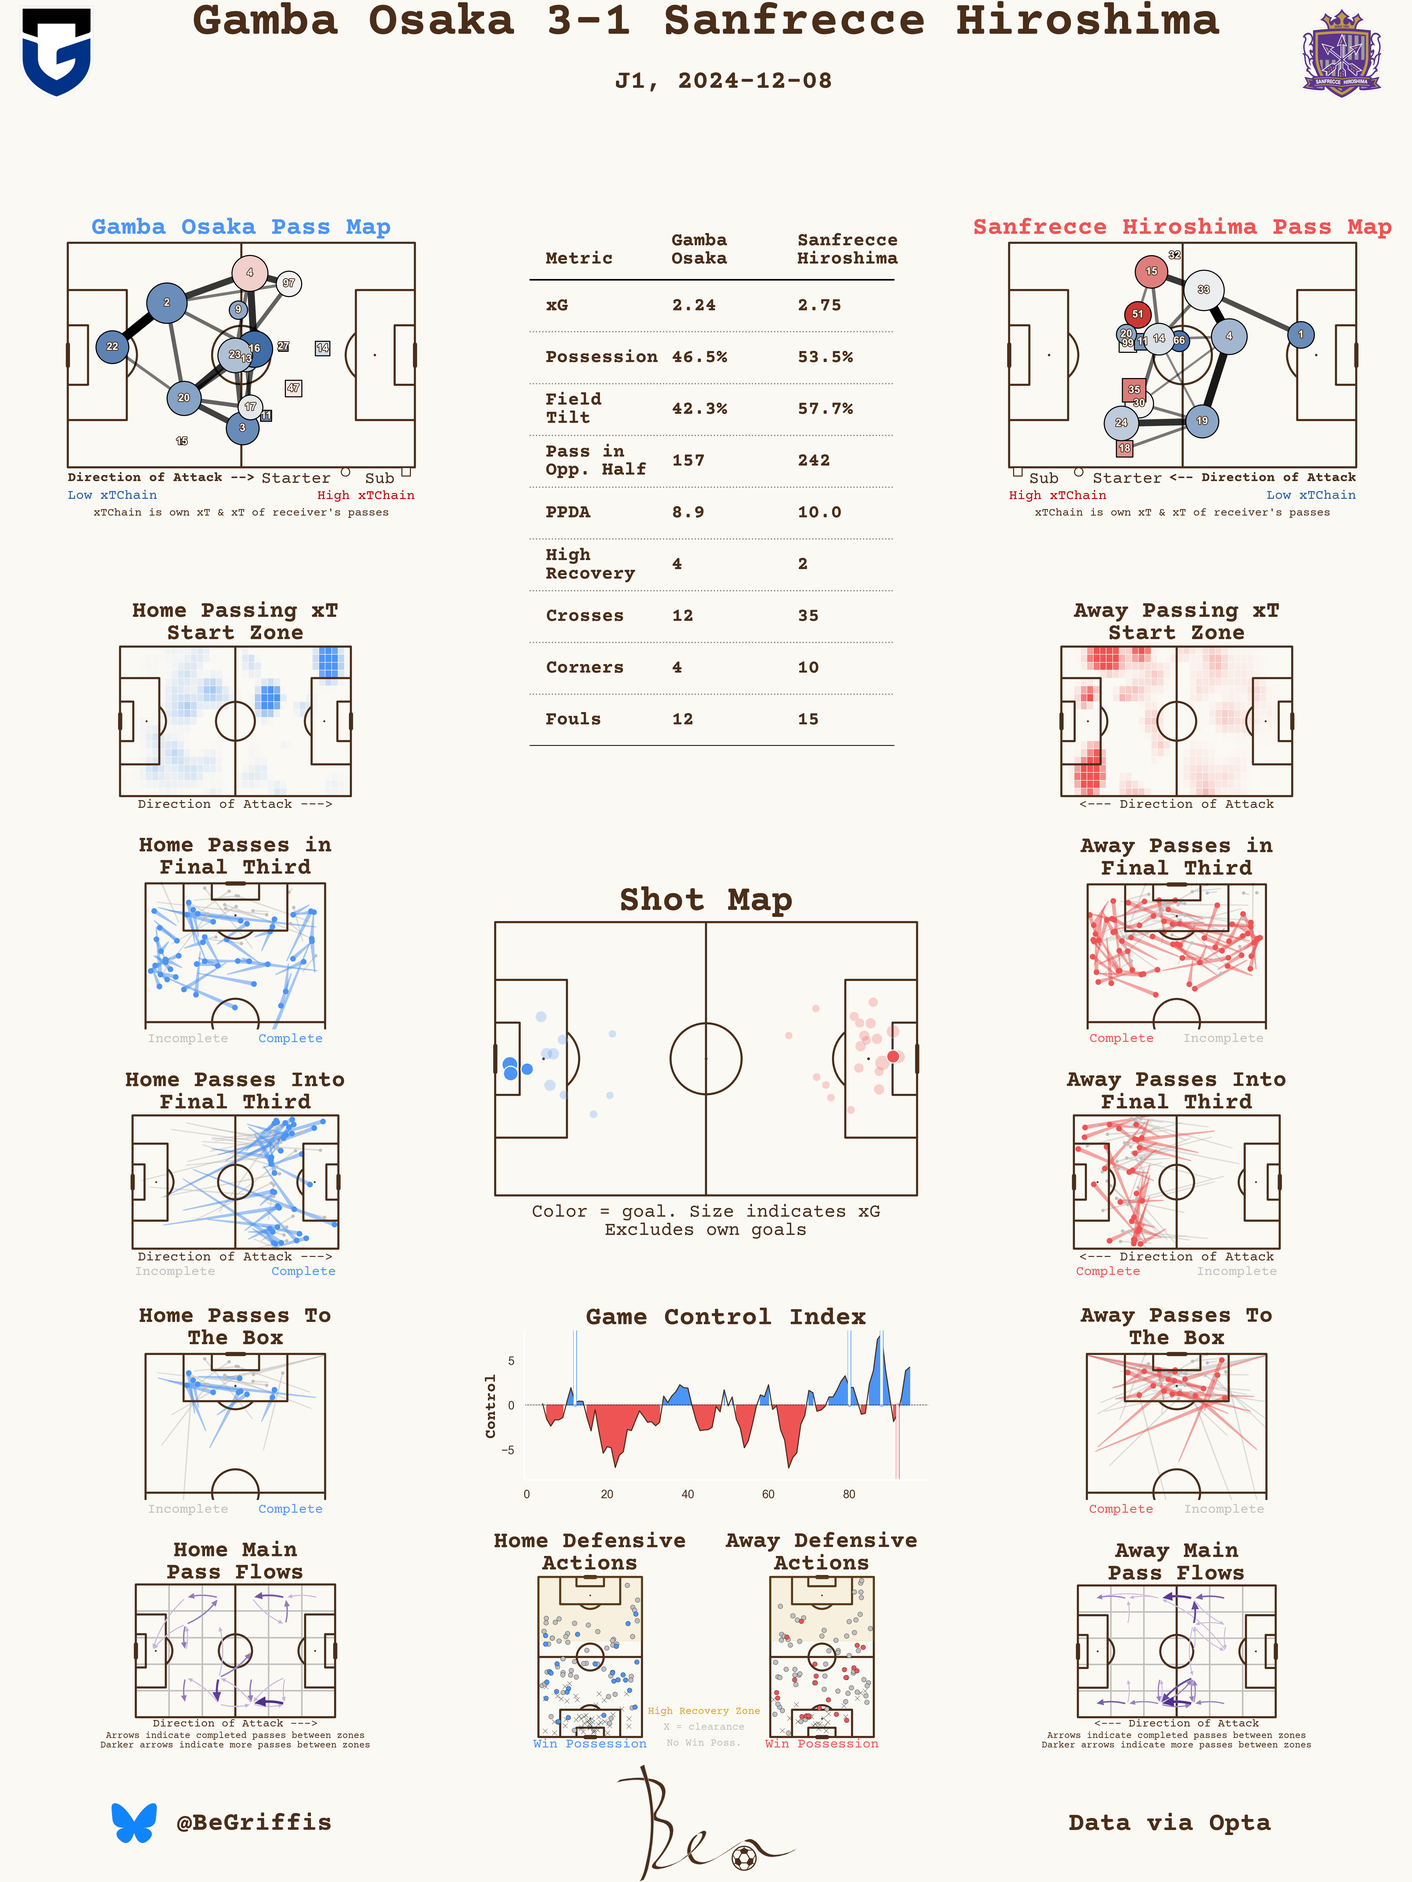 Gamba Osaka 3-1 Sanfrecce Hiroshima
J1, 2024-12-08
SANFRECCE HIROSHIMA
Gamba Osaka Pass Map
4
97
2
9
22
23
16
13
27
14
47
20
17
11
3
15
Direction of Attack --> Starter Sub
Low xTChain High xTChain
xTChain is own xT & xT of receiver's passes
Metric Gamba Osaka Sanfrecce Hiroshima
xG 2.24 2.75
Possession 46.5% 53.5%
Field Tilt 42.3% 57.7%
Pass in Opp. Half 157 242
PPDA 8.9 10.0
High Recovery 4 2
Crosses 12 35
Corners 4 10
Fouls 12 15
Sanfrecce Hiroshima Pass Map
32
15
33
51
20
99
11
14
66
4
1
35
30
24
19
18
Sub Starter <-- Direction of Attack
High xTChain Low xTChain
xTChain is own xT & xT of receiver's passes
Home Passing xT
Start Zone
Direction of Attack --->
Away Passing xT
Start Zone
<--- Direction of Attack
Home Passes in
Final Third
Incomplete Complete
Away Passes in
Final Third
Complete Incomplete
Shot Map
Color = goal. Size indicates xG
Excludes own goals
Home Passes Into
Final Third
Direction of Attack --->
Incomplete Complete
Away Passes Into
Final Third
<--- Direction of Attack
Complete Incomplete
Home Passes To
The Box
Incomplete Complete
Game Control Index
Control
5
0
−5
0 20 40 60 80
Away Passes To
The Box
Complete Incomplete
Home Main
Pass Flows
Direction of Attack --->
Arrows indicate completed passes between zones
Darker arrows indicate more passes between zones
Home Defensive
Actions
Win Possession
High Recovery Zone
X = clearance
No Win Poss.
Away Defensive
Actions
Win Possession
Away Main
Pass Flows
<--- Direction of Attack
Arrows indicate completed passes between zones
Darker arrows indicate more passes between zones
@BeGriffis
Ben
Data via Opta